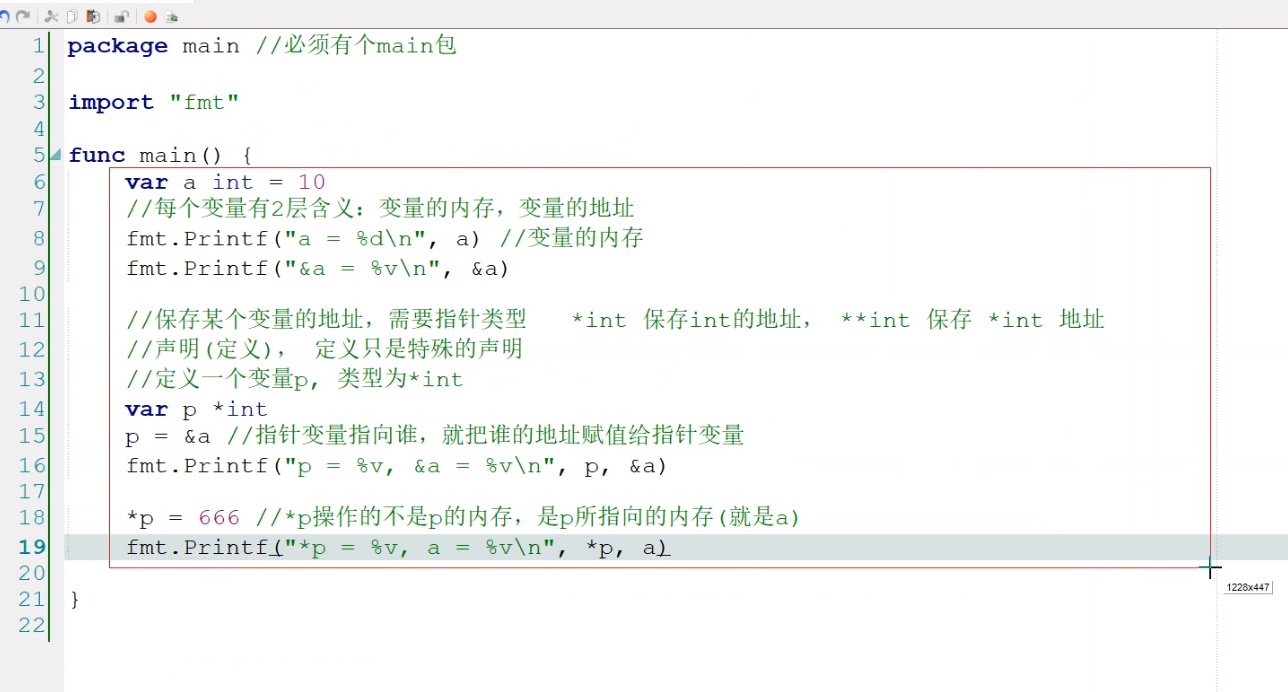 1 package main //必须有个main包
2
3 import "fmt"
4
5 func main() {
6 var a int = 10
7 //每个变量有2层含义：变量的内存，变量的地址
8 fmt.Printf("a = %d\n", a) //变量的内存
9 fmt.Printf("&a = %v\n", &a)
10
11 //保存某个变量的地址，需要指针类型   *int 保存int的地址， **int 保存 *int 地址
12 //声明(定义)， 定义只是特殊的声明
13 //定义一个变量p, 类型为*int
14 var p *int
15 p = &a //指针变量指向谁，就把谁的地址赋值给指针变量
16 fmt.Printf("p = %v, &a = %v\n", p, &a)
17
18 *p = 666 //*p操作的不是p的内存，是p所指向的内存(就是a)
19 fmt.Printf("*p = %v, a = %v\n", *p, a)
20
21 }
22
1228x447